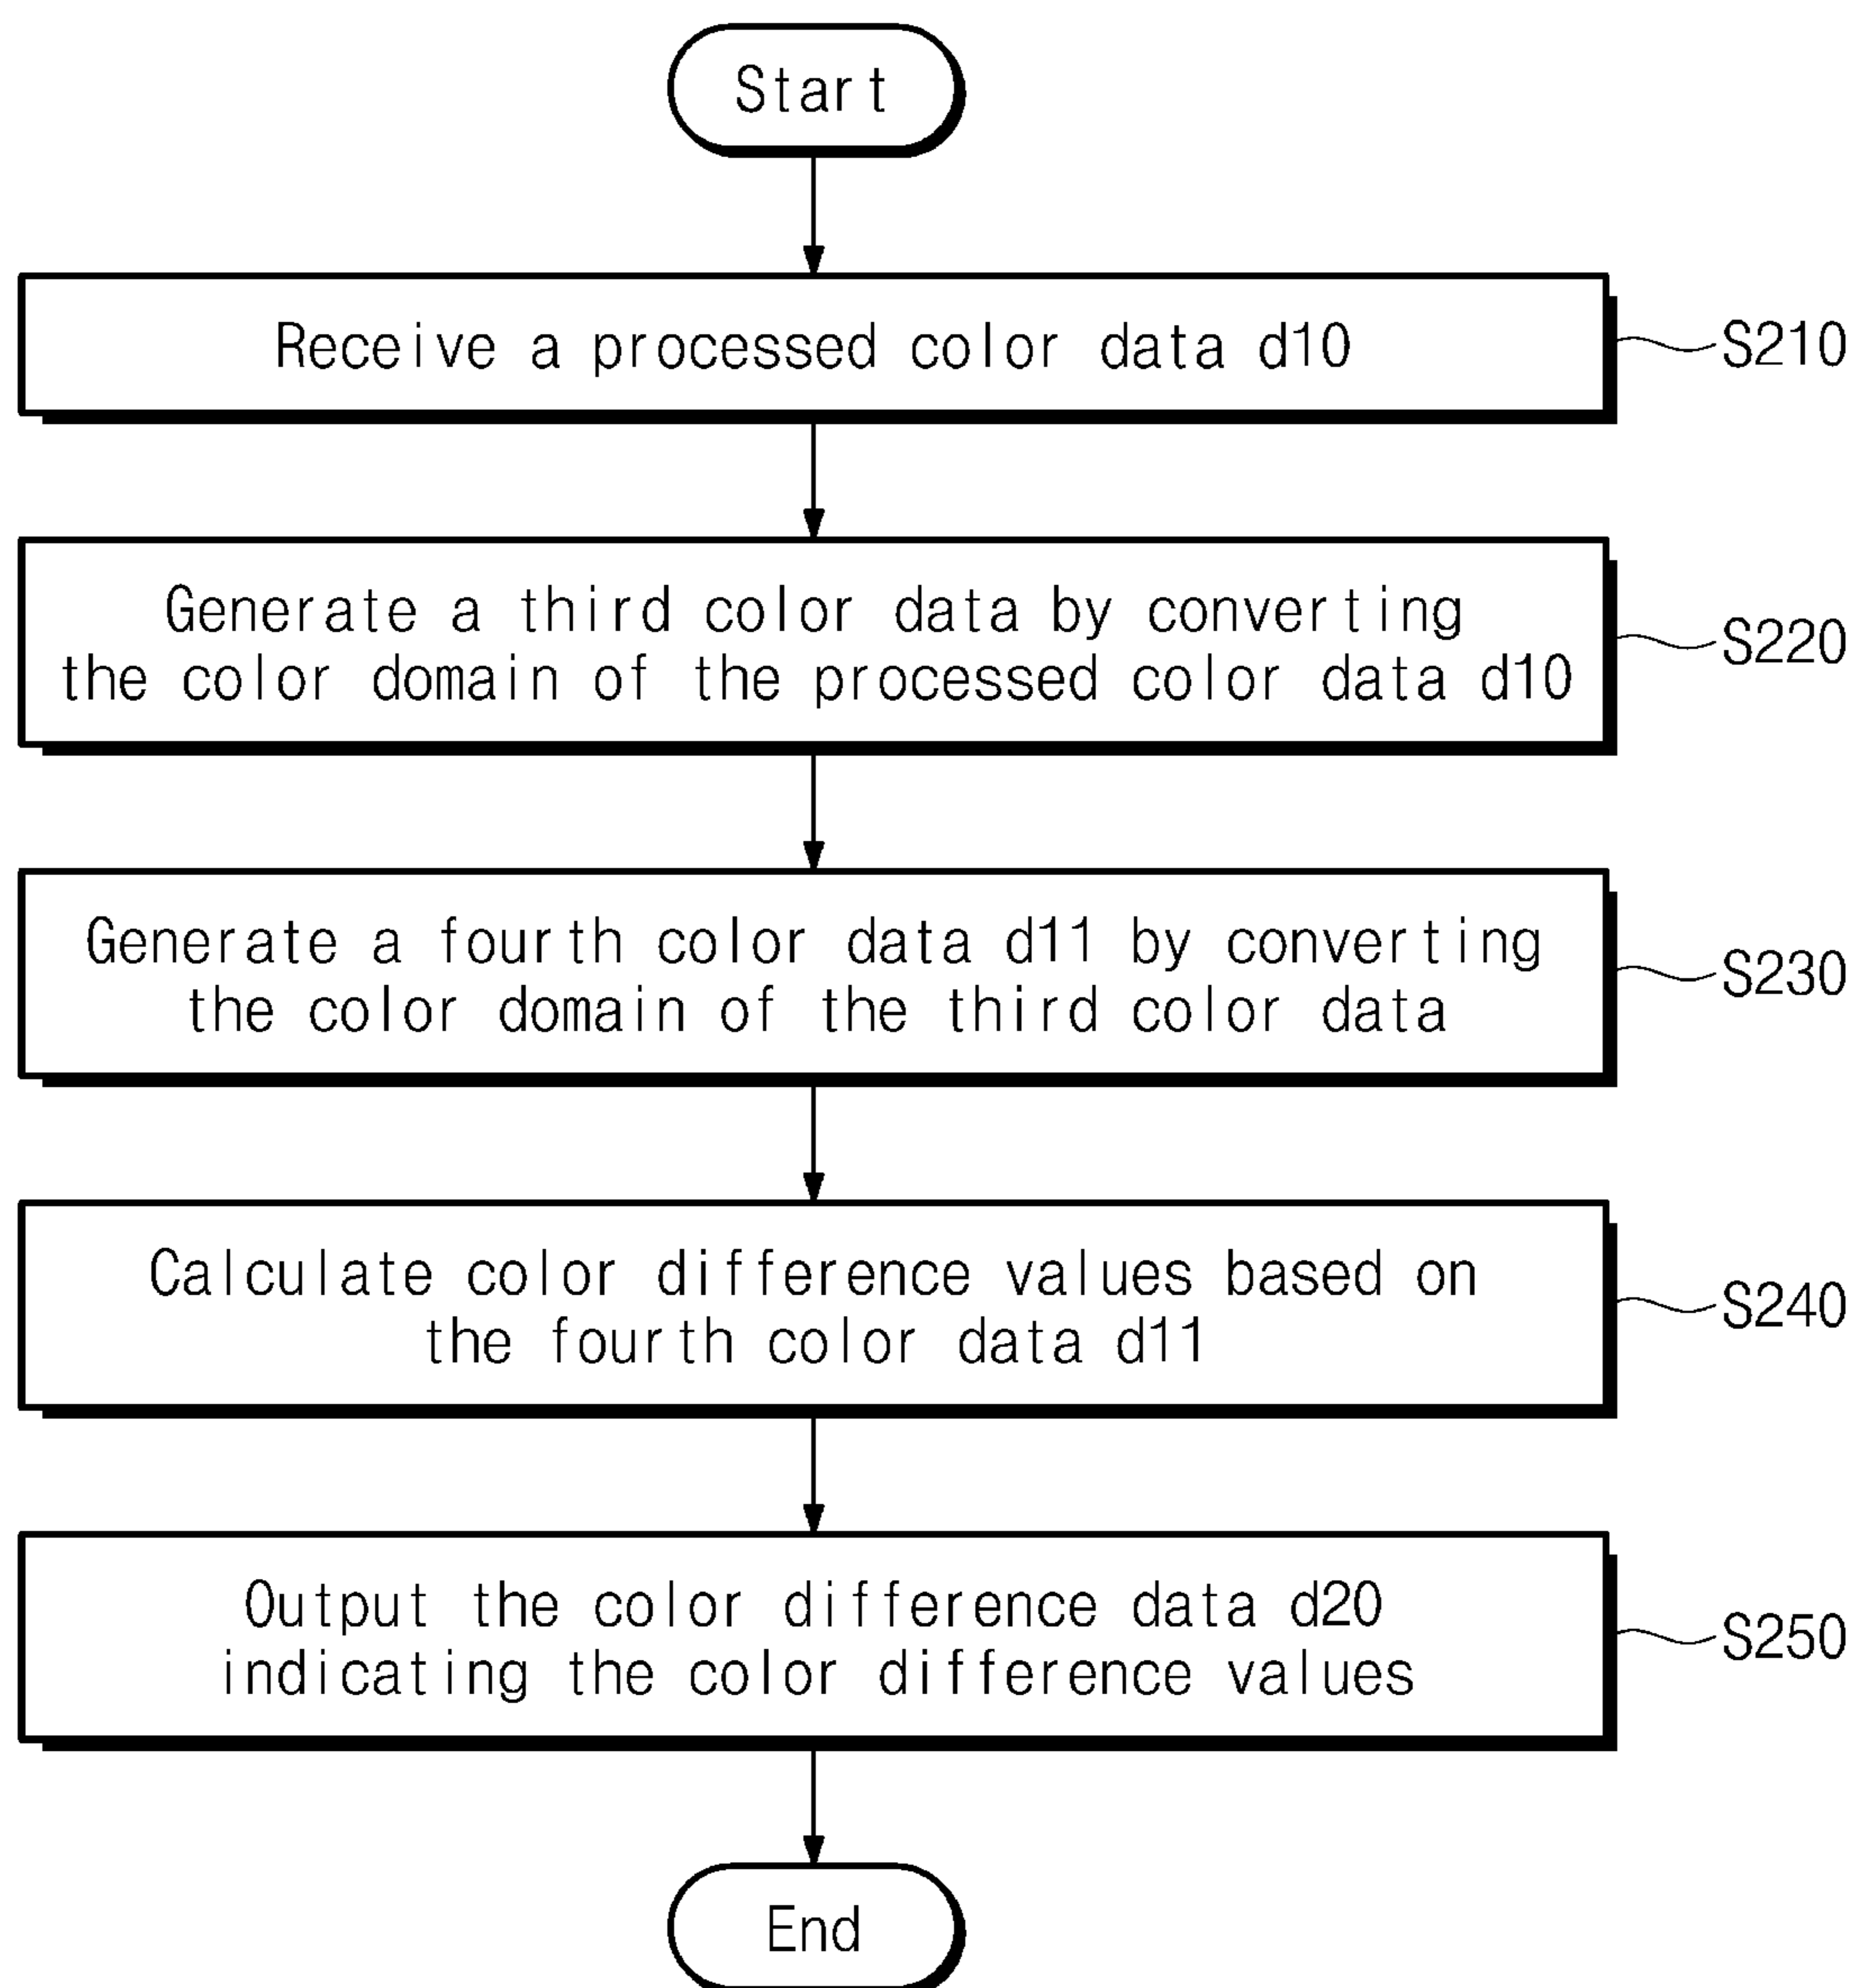 Start
Receive a processed color data d10
S210
Generate a third color data by converting
the color domain of the processed color data d10
S220
Generate a fourth color data d11 by converting
the color domain of the third color data
S230
Calculate color difference values based on
the fourth color data d11
S240
Output the color difference data d20
indicating the color difference values
S250
End